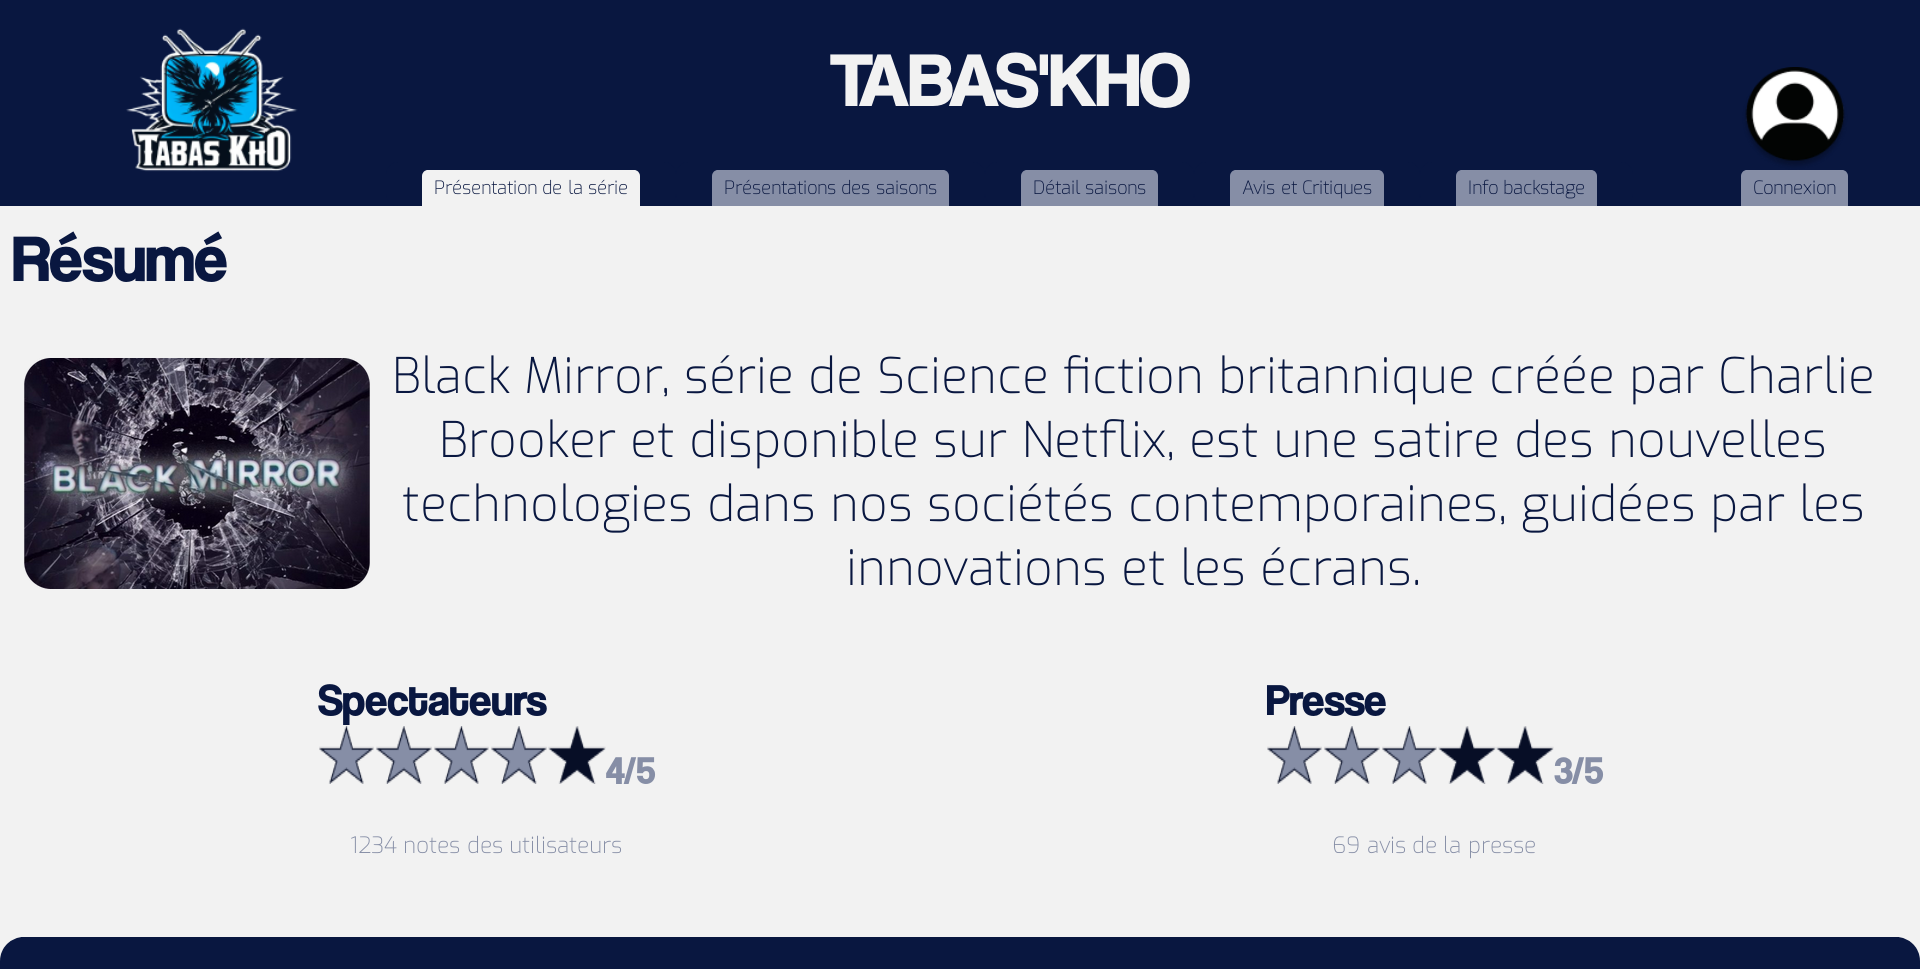 TABAS KHO
TABAS'KHO
Présentation de la série
Présentations des saisons
Détail saisons
Avis et Critiques
Info backstage
Connexion
Résumé
BLACK MIRROR
Black Mirror, série de Science fiction britannique créée par Charlie
Brooker et disponible sur Netflix, est une satire des nouvelles
technologies dans nos sociétés contemporaines, guidées par les
innovations et les écrans.
Spectateurs
4/5
1234 notes des utilisateurs
Presse
3/5
69 avis de la presse